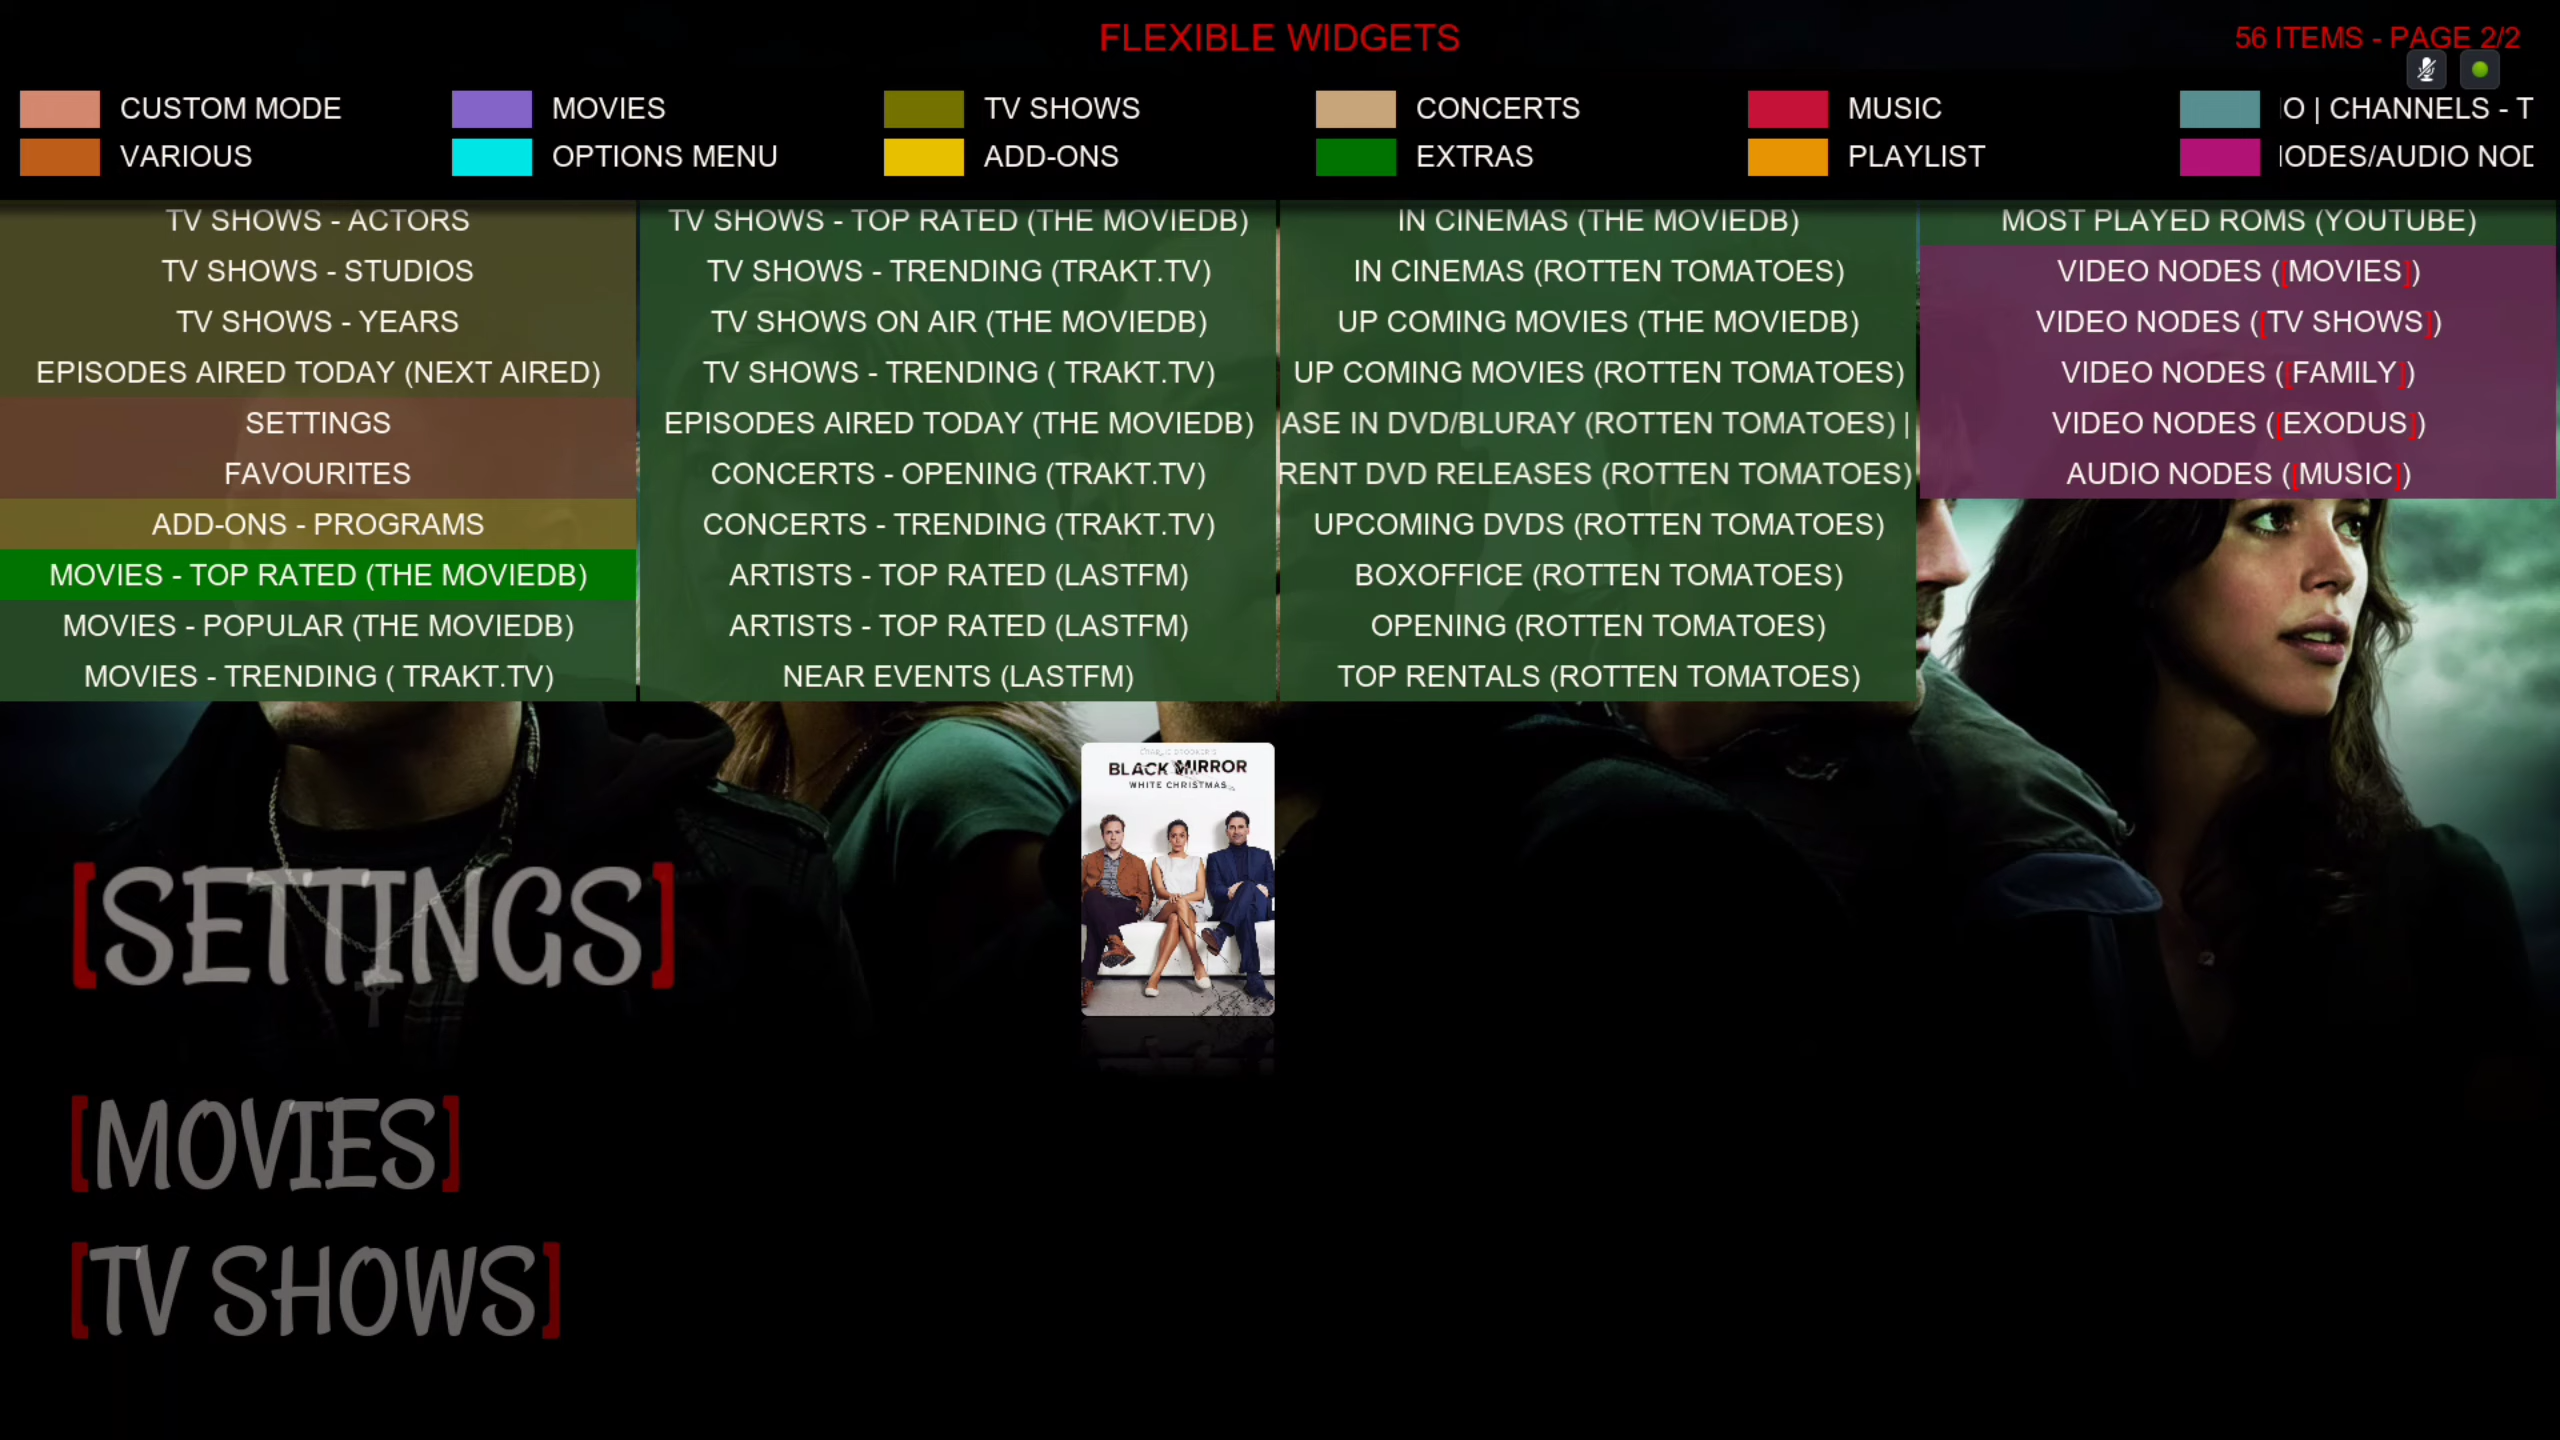 FLEXIBLE WIDGETS
56 ITEMS - PAGE 2/2
CUSTOM MODE
MOVIES
TV SHOWS
CONCERTS
MUSIC
IO | CHANNELS - T
VARIOUS
OPTIONS MENU
ADD-ONS
EXTRAS
PLAYLIST
IODES/AUDIO NOD
TV SHOWS - ACTORS
TV SHOWS - STUDIOS
TV SHOWS - YEARS
EPISODES AIRED TODAY (NEXT AIRED)
SETTINGS
FAVOURITES
ADD-ONS - PROGRAMS
MOVIES - TOP RATED (THE MOVIEDB)
MOVIES - POPULAR (THE MOVIEDB)
MOVIES - TRENDING ( TRAKT.TV)
TV SHOWS - TOP RATED (THE MOVIEDB)
TV SHOWS - TRENDING (TRAKT.TV)
TV SHOWS ON AIR (THE MOVIEDB)
TV SHOWS - TRENDING ( TRAKT.TV)
EPISODES AIRED TODAY (THE MOVIEDB)
CONCERTS - OPENING (TRAKT.TV)
CONCERTS - TRENDING (TRAKT.TV)
ARTISTS - TOP RATED (LASTFM)
ARTISTS - TOP RATED (LASTFM)
NEAR EVENTS (LASTFM)
IN CINEMAS (THE MOVIEDB)
IN CINEMAS (ROTTEN TOMATOES)
UP COMING MOVIES (THE MOVIEDB)
UP COMING MOVIES (ROTTEN TOMATOES)
ASE IN DVD/BLURAY (ROTTEN TOMATOES) |
RENT DVD RELEASES (ROTTEN TOMATOES)
UPCOMING DVDS (ROTTEN TOMATOES)
BOXOFFICE (ROTTEN TOMATOES)
OPENING (ROTTEN TOMATOES)
TOP RENTALS (ROTTEN TOMATOES)
MOST PLAYED ROMS (YOUTUBE)
VIDEO NODES ([MOVIES])
VIDEO NODES ([TV SHOWS])
VIDEO NODES ([FAMILY])
VIDEO NODES ([EXODUS])
AUDIO NODES ([MUSIC])
CHARLIE BROOKER'S
BLACK MIRROR
WHITE CHRISTMAS
[SETTINGS]
[MOVIES]
[TV SHOWS]